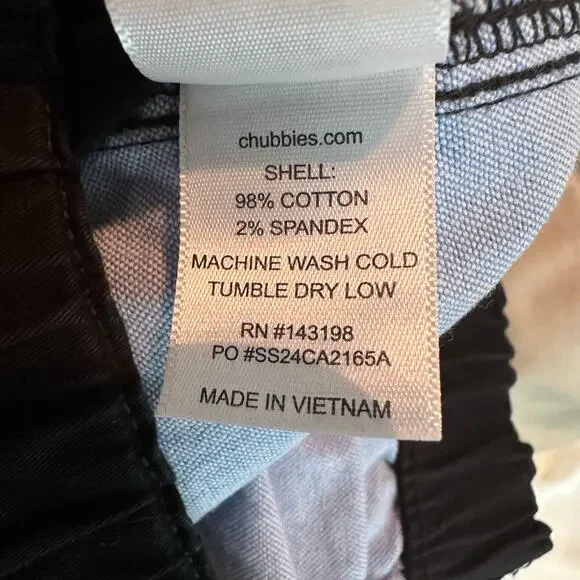 chubbies.com
SHELL:
98% COTTON
2% SPANDEX
MACHINE WASH COLD
TUMBLE DRY LOW
RN #143198
PO #SS24CA2165A
MADE IN VIETNAM